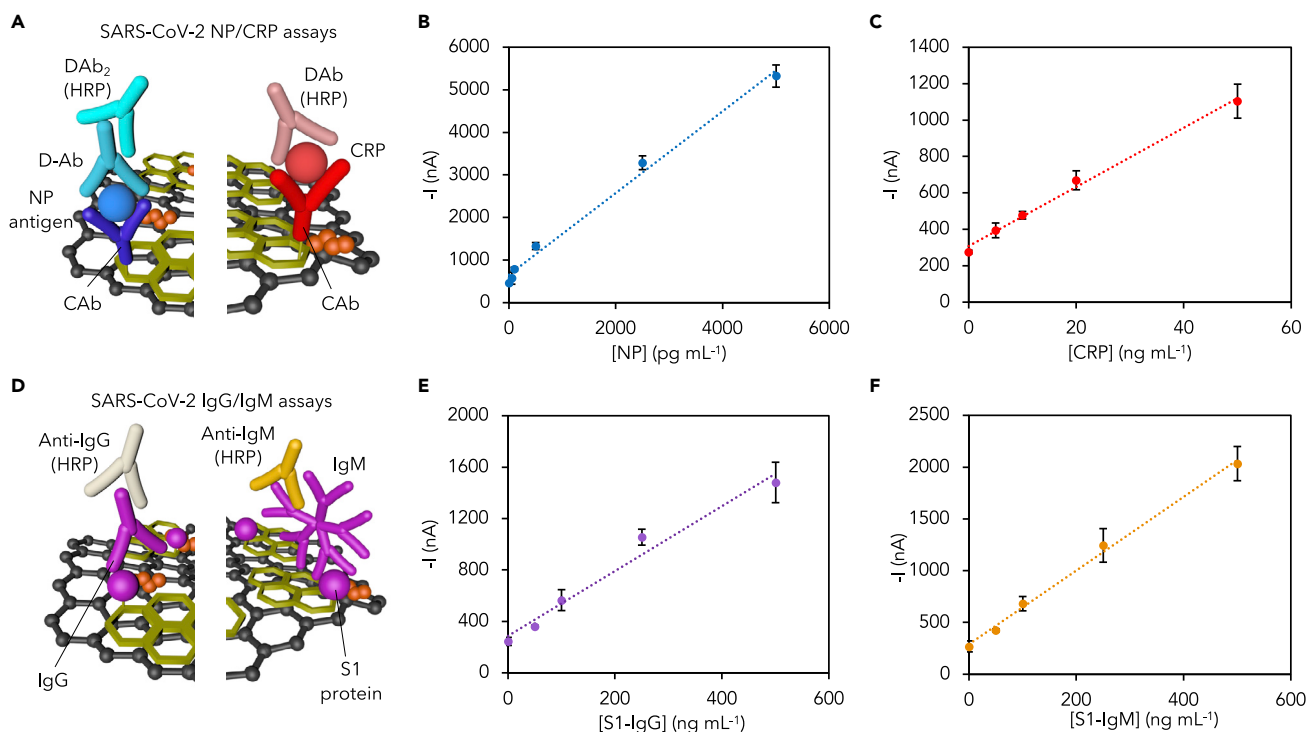 A
SARS-CoV-2 NP/CRP assays
DAb₂
(HRP)
D-Ab
NP
antigen
CAb
DAb
(HRP)
CRP
CAb
B
6000
5000
4000
3000
2000
1000
0
-I (nA)
0
2000
4000
6000
[NP] (pg mL⁻¹)
C
1400
1200
1000
800
600
400
200
0
-I (nA)
0
20
40
60
[CRP] (ng mL⁻¹)
D
SARS-CoV-2 IgG/IgM assays
Anti-IgG
(HRP)
IgG
Anti-IgM
(HRP)
IgM
S1
protein
E
2000
1600
1200
800
400
0
-I (nA)
0
200
400
600
[S1-IgG] (ng mL⁻¹)
F
2500
2000
1500
1000
500
0
-I (nA)
0
200
400
600
[S1-IgM] (ng mL⁻¹)